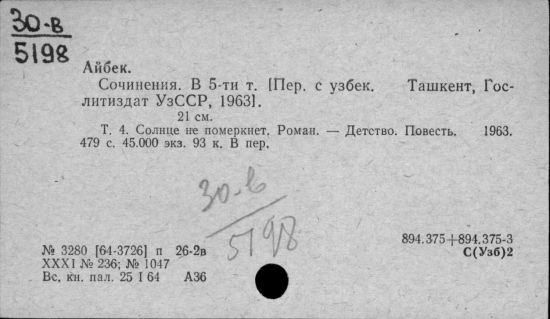 30-в
5198
Айбек.
Сочинения. В 5-ти т. [Пер. с узбек. Ташкент, Гос-
литиздат УзССР, 1963].
21 см.
Т. 4. Солнце не померкнет. Роман. — Детство. Повесть. 1963.
479 с. 45.000 экз. 93 к. В пер.
30-в
5198
894.375+894.375-3
№ 3280 [64-3726] п 26-2в
С(Узб)2
XXXI № 236; № 1047
Вс. кн. пал. 25 I 64 А36